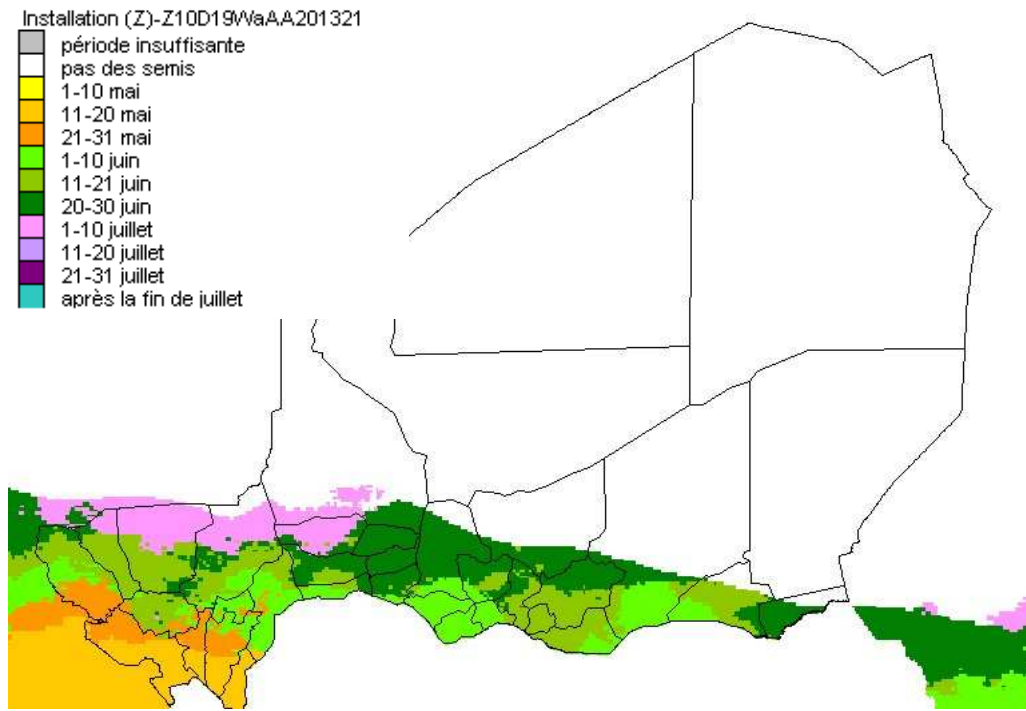 Installation (Z)-Z10D19WaAA201321
période insuffisante
pas des semis
1-10 mai
11-20 mai
21-31 mai
1-10 juin
11-21 juin
20-30 juin
1-10 juillet
11-20 juillet
21-31 juillet
après la fin de juillet